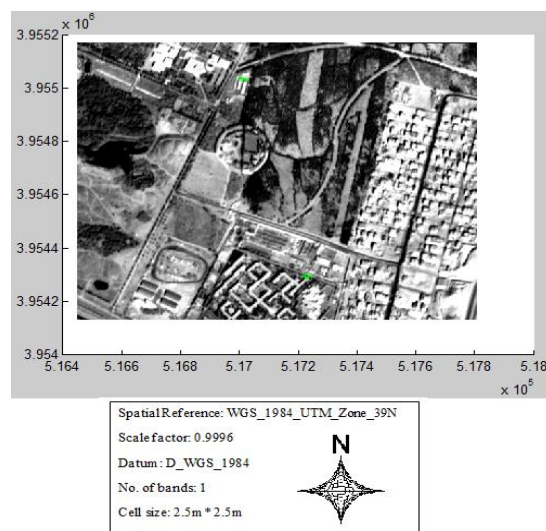 x 10^6
3.9552
3.955
3.9548
3.9546
3.9544
3.9542
3.954
5.164 5.166 5.168 5.17 5.172 5.174 5.176 5.178 5.18
x 10^5
Spatial Reference: WGS_1984_UTM_Zone_39N
Scale factor: 0.9996
Datum : D_WGS_1984
No. of bands: 1
Cell size: 2.5m * 2.5m
N